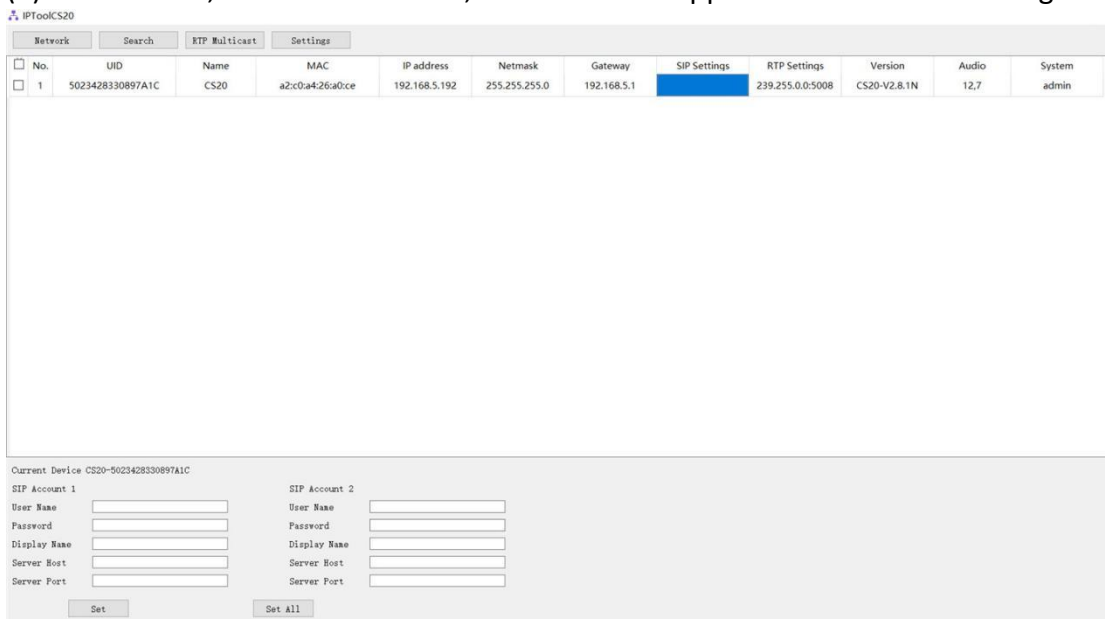 IPToolCS20
Network Search RTP Multicast Settings
No. UID Name MAC IP address Netmask Gateway SIP Settings RTP Settings Version Audio System
1 5023428330897A1C CS20 a2:c0:a4:26:a0:ce 192.168.5.192 255.255.255.0 192.168.5.1 239.255.0.0:5008 CS20-V2.8.1N 12,7 admin
Current Device CS20-5023428330897A1C
SIP Account 1 SIP Account 2
User Name User Name
Password Password
Display Name Display Name
Server Host Server Host
Server Port Server Port
Set Set All